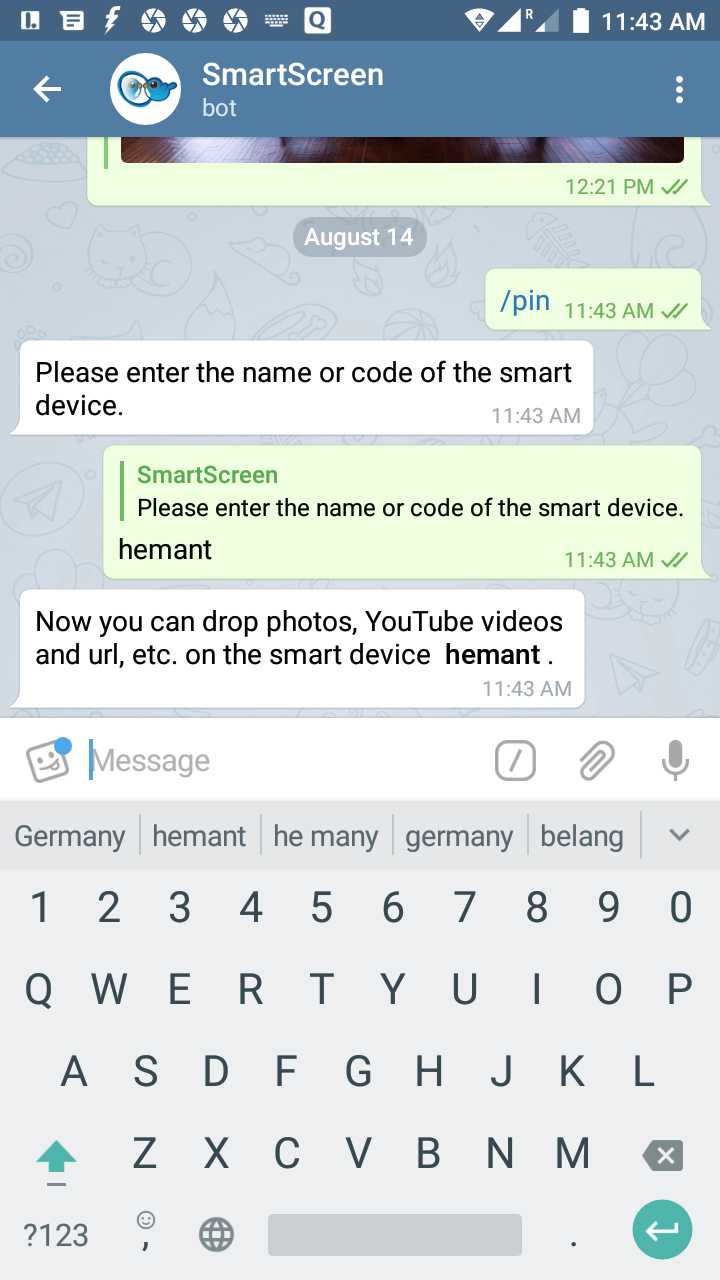 R 11:43 AM
SmartScreen
bot
12:21 PM
August 14
/pin 11:43 AM
Please enter the name or code of the smart
device.
11:43 AM
SmartScreen
Please enter the name or code of the smart device.
hemant
11:43 AM
Now you can drop photos, YouTube videos
and url, etc. on the smart device hemant .
11:43 AM
Message
Germany hemant he many germany belang
1 2 3 4 5 6 7 8 9 0
Q W E R T Y U I O P
A S D F G H J K L
Z X C V B N M
?123 , .